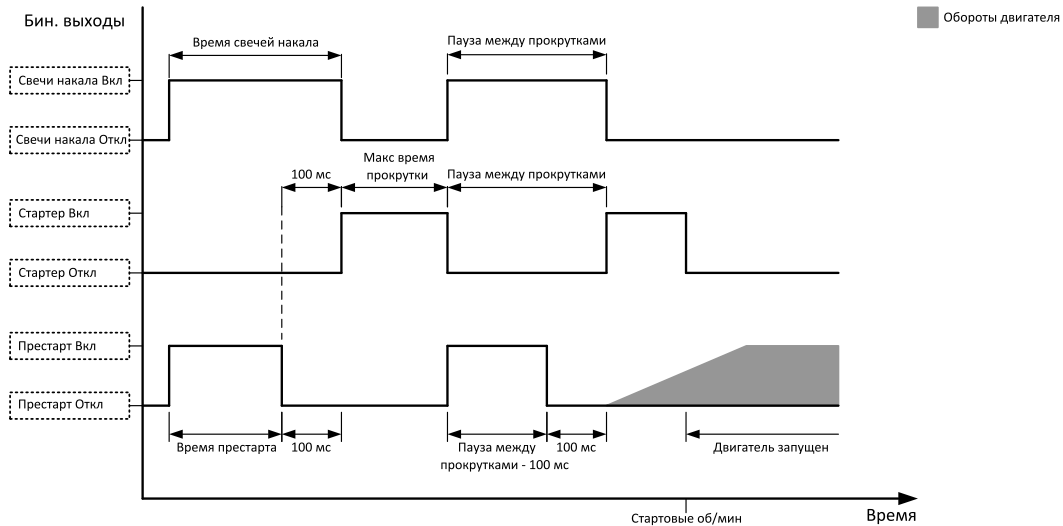 Бин. выходы
Обороты двигателя
Время свечей накала
Пауза между прокрутками
Свечи накала Вкл
Свечи накала Откл
100 мс
Макс время
прокрутки
Пауза между прокрутками
Стартер Вкл
Стартер Откл
Престарт Вкл
Престарт Откл
Время престарта
100 мс
Пауза между
прокрутками - 100 мс
100 мс
Двигатель запущен
Стартовые об/мин
Время